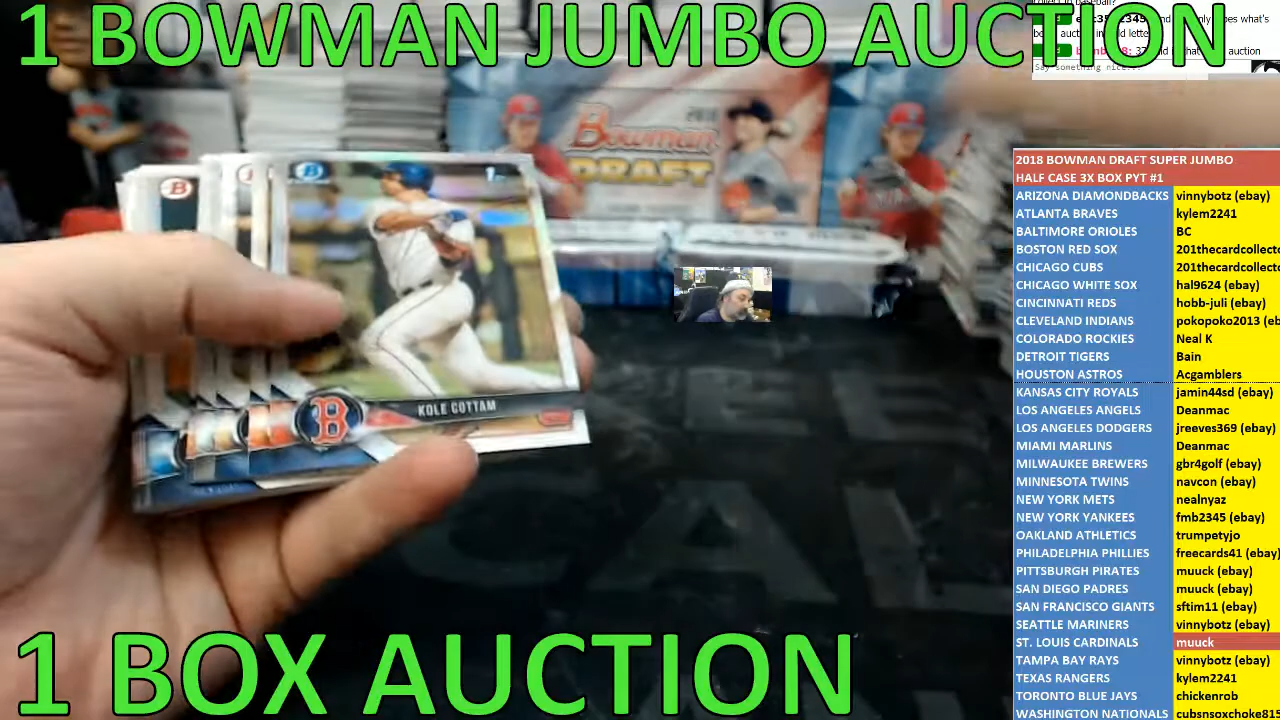 1 BOWMAN JUMBO AUCTION
Bowman
DRAFT
KOLE COTTAM
B
2018 BOWMAN DRAFT SUPER JUMBO
HALF CASE 3X BOX PYT #1
ARIZONA DIAMONDBACKS vinnybotz (ebay)
ATLANTA BRAVES kylem2241
BALTIMORE ORIOLES BC
BOSTON RED SOX 201thecardcollecto
CHICAGO CUBS 201thecardcollecto
CHICAGO WHITE SOX hal9624 (ebay)
CINCINNATI REDS hobb-juli (ebay)
CLEVELAND INDIANS pokopoko2013 (eb
COLORADO ROCKIES Neal K
DETROIT TIGERS Bain
HOUSTON ASTROS Acgamblers
KANSAS CITY ROYALS jamin44sd (ebay)
LOS ANGELES ANGELS Deanmac
LOS ANGELES DODGERS jreeves369 (ebay)
MIAMI MARLINS Deanmac
MILWAUKEE BREWERS gbr4golf (ebay)
MINNESOTA TWINS navcon (ebay)
NEW YORK METS nealnyaz
NEW YORK YANKEES fmb2345 (ebay)
OAKLAND ATHLETICS trumpetyjo
PHILADELPHIA PHILLIES freecards41 (ebay)
PITTSBURGH PIRATES muuck (ebay)
SAN DIEGO PADRES muuck (ebay)
SAN FRANCISCO GIANTS sftim11 (ebay)
SEATTLE MARINERS vinnybotz (ebay)
ST. LOUIS CARDINALS muuck
TAMPA BAY RAYS vinnybotz (ebay)
TEXAS RANGERS kylem2241
TORONTO BLUE JAYS chickenrob
WASHINGTON NATIONALS cubsnsoxchoke815
1 BOX AUCTION